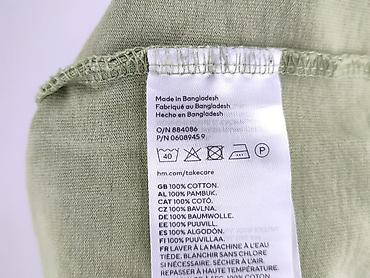 Made in Bangladesh
Fabriqué au Bangladesh
Hecho en Bangladesh
O/N 884086
P/N 0608945 9
40
P
hm.com/takecare
GB 100% COTTON.
AL 100% PAMBUK.
CAT 100% COTÓ.
CZ 100% BAVLNA.
DE 100% BAUMWOLLE.
EE 100% PUUVILL.
ES 100% ALGODÓN.
FI 100% PUUVILLAA.
FR LAVER À LA MACHINE À L'EAU
TIÈDE, BLANCHIR SANS CHLORE
SI NÉCESSAIRE, SÉCHER À L'AIR.
REPASSER À HAUTE TEMPÉRATURE.
100% COTON.